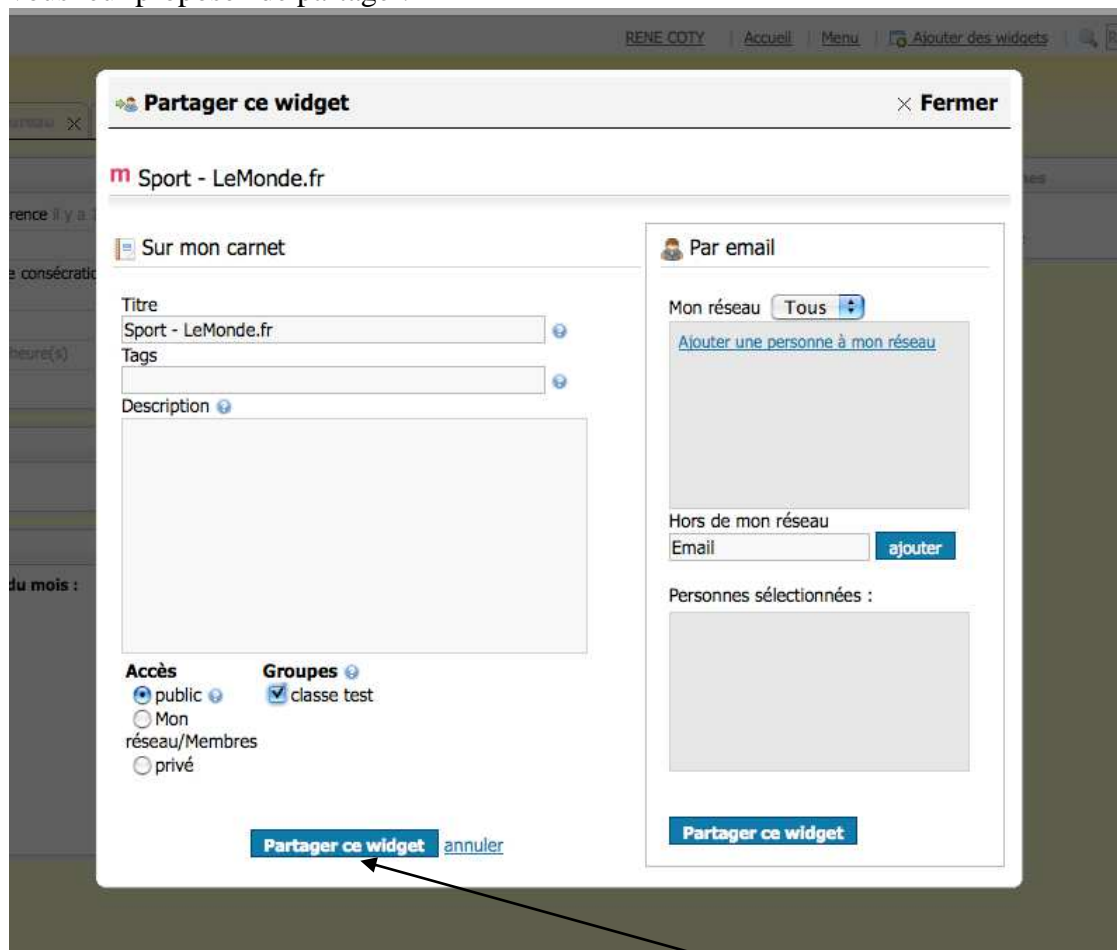 RENE COTY | Accueil | Menu | Ajouter des widgets
Partager ce widget
Fermer
m Sport - LeMonde.fr
rence il y a
e consécratio
heure(s)
du mois :
Sur mon carnet
Titre
Sport - LeMonde.fr
Tags
Description
Accès
public
Mon
réseau/Membres
privé
Groupes
classe test
Partager ce widget annuler
Par email
Mon réseau Tous
Ajouter une personne à mon réseau
Hors de mon réseau
Email ajouter
Personnes sélectionnées :
Partager ce widget